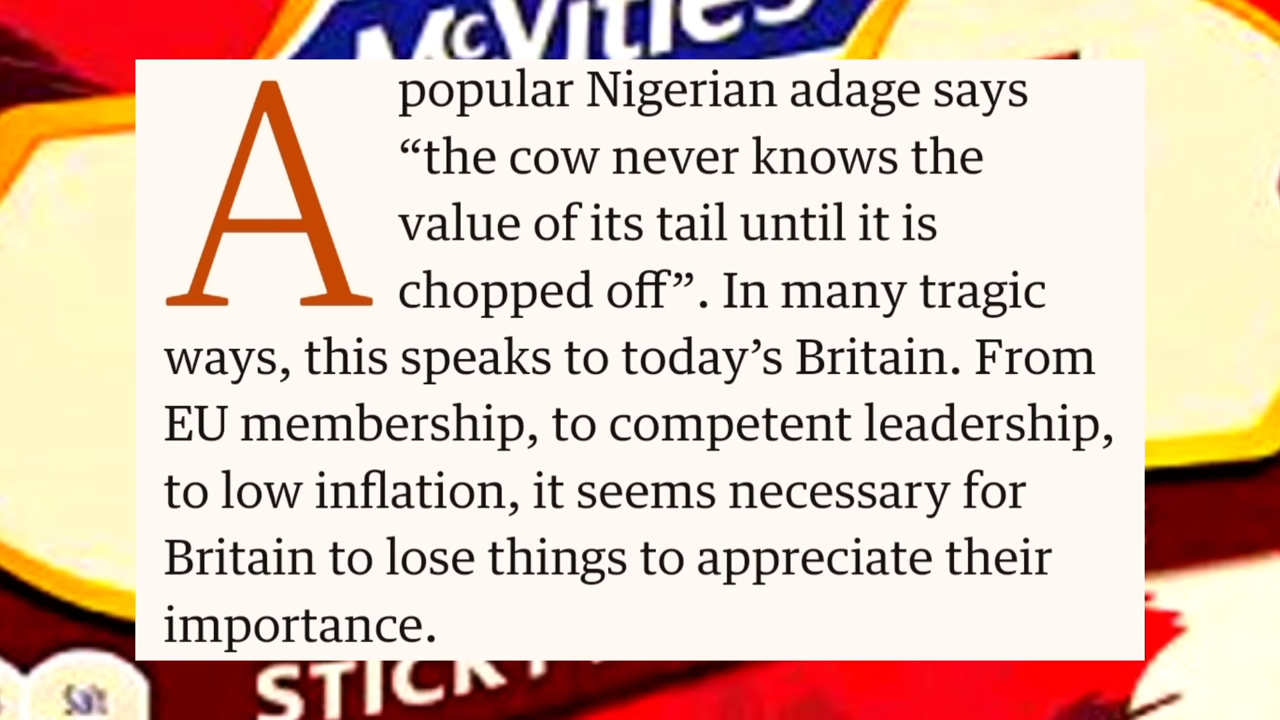 McVitie's
A popular Nigerian adage says
“the cow never knows the
value of its tail until it is
chopped off”. In many tragic
ways, this speaks to today’s Britain. From
EU membership, to competent leadership,
to low inflation, it seems necessary for
Britain to lose things to appreciate their
importance.
Salt
STICKY